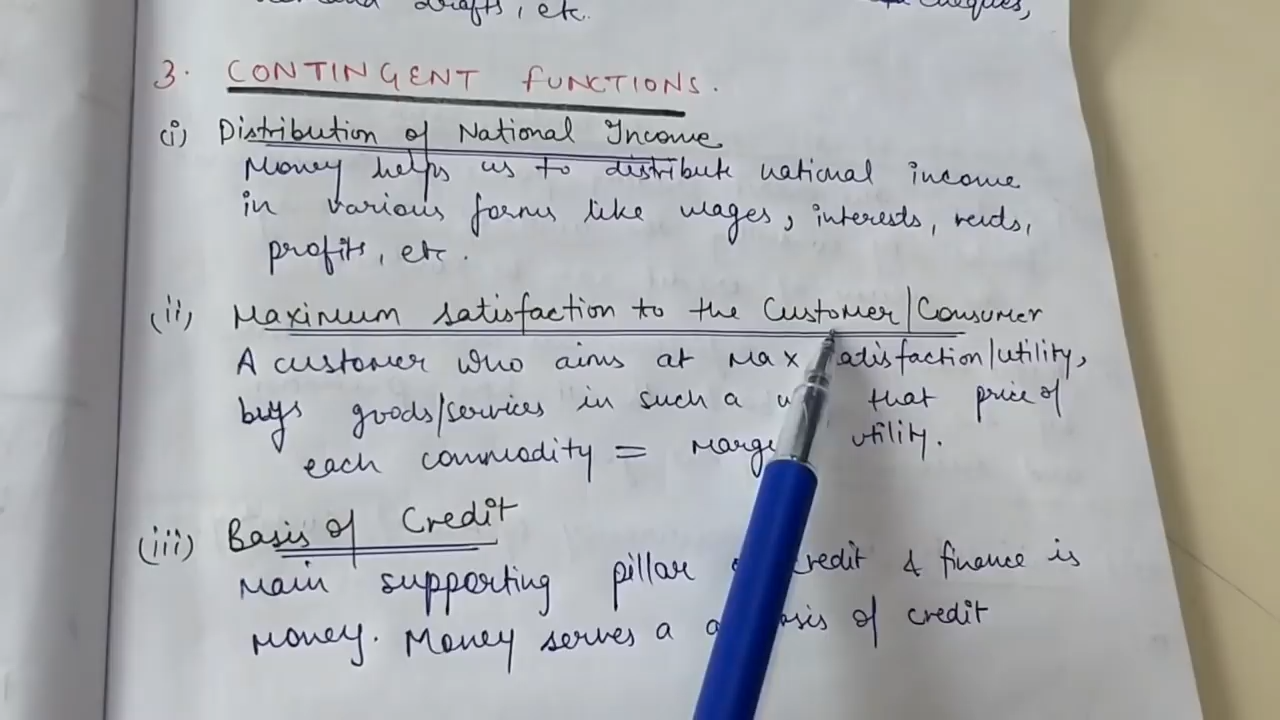 drafts, etc. cheques,
3. CONTINGENT FUNCTIONS.
(i) Distribution of National Income
Money helps us to distribute national income
in various forms like wages, interests, rents,
profits, etc.
(ii) Maximum satisfaction to the Customer/Consumer
A customer who aims at Max satisfaction/utility,
buys goods/services in such a that price of
each commodity = utility.
(iii) Basis of Credit
Main supporting pillar credit & finance is
money. Money serves a of credit